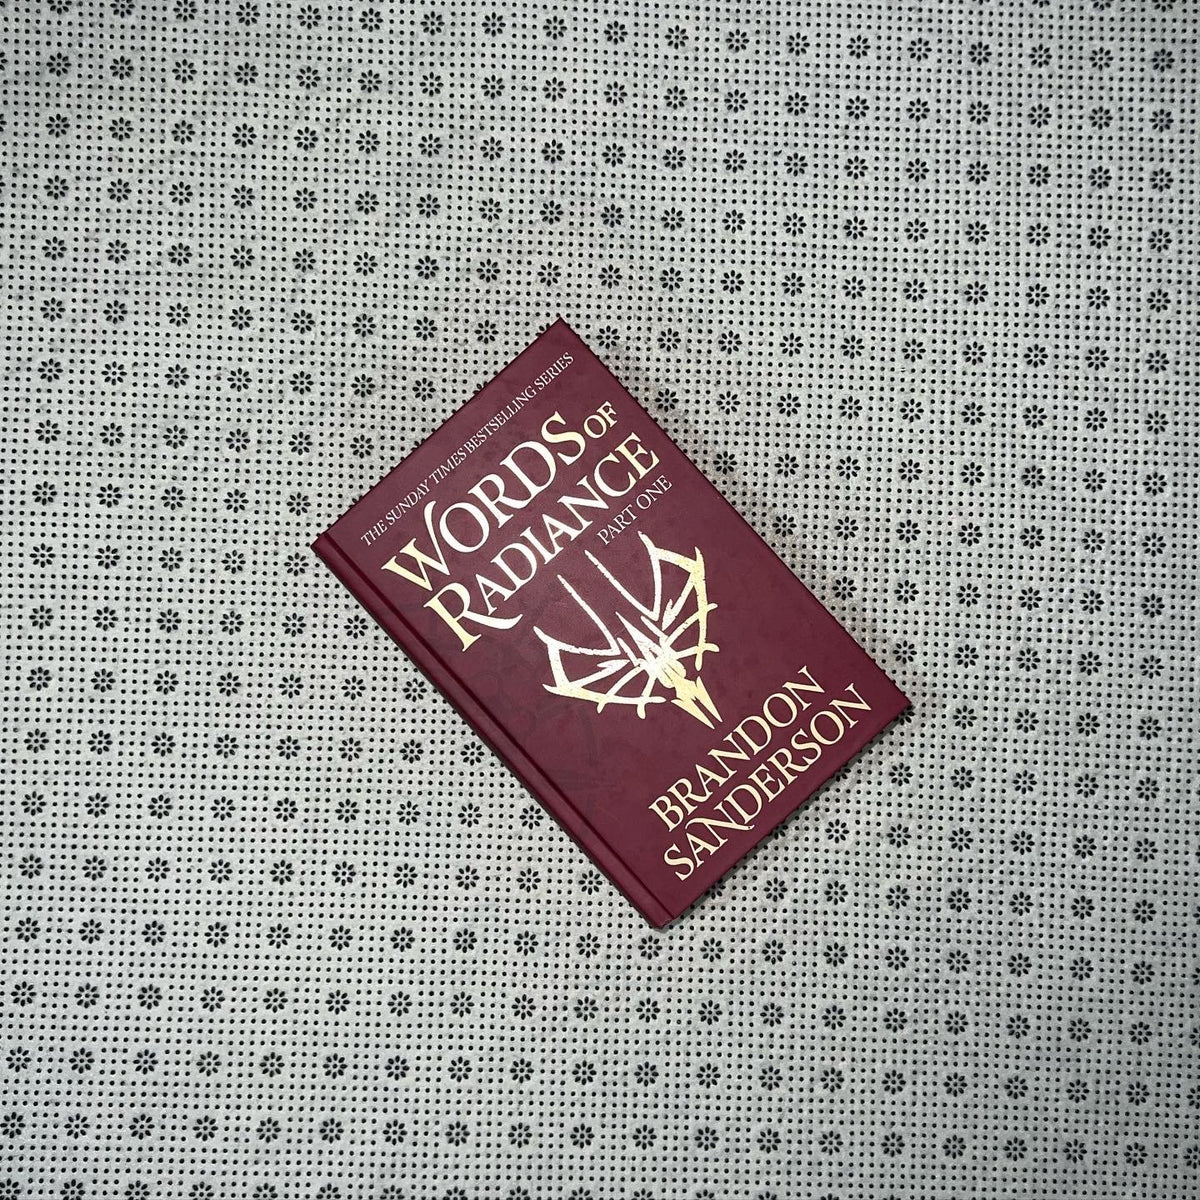 THE SUNDAY TIMES BESTSELLING SERIES
WORDS OF
RADIANCE
PART ONE
BRANDON
SANDERSON